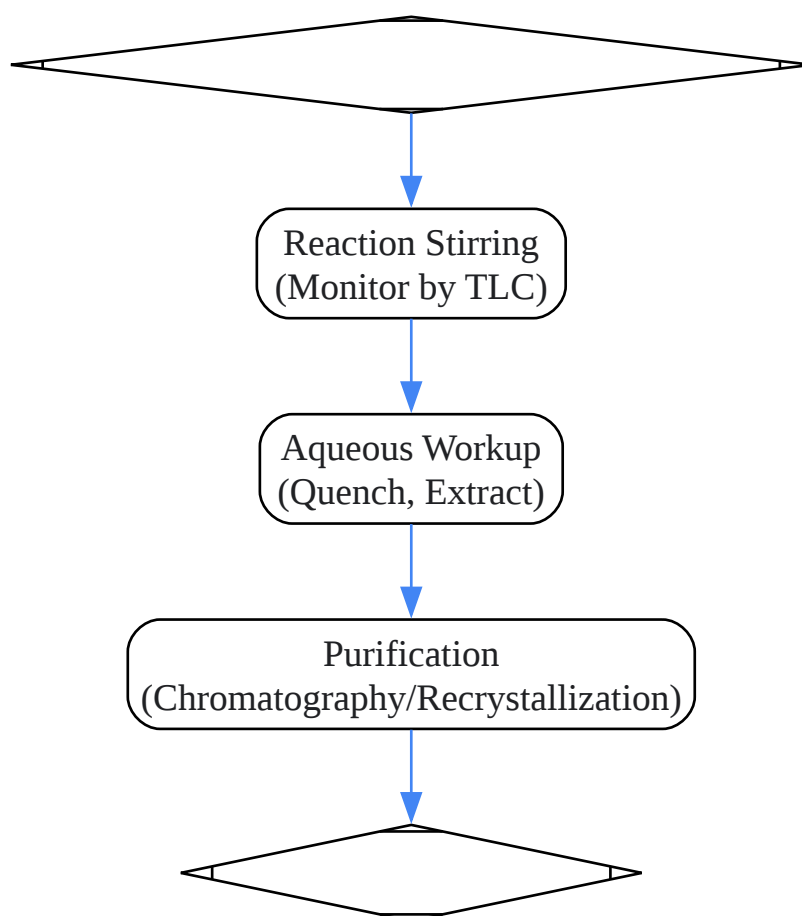 Reaction Stirring
(Monitor by TLC)
Aqueous Workup
(Quench, Extract)
Purification
(Chromatography/Recrystallization)